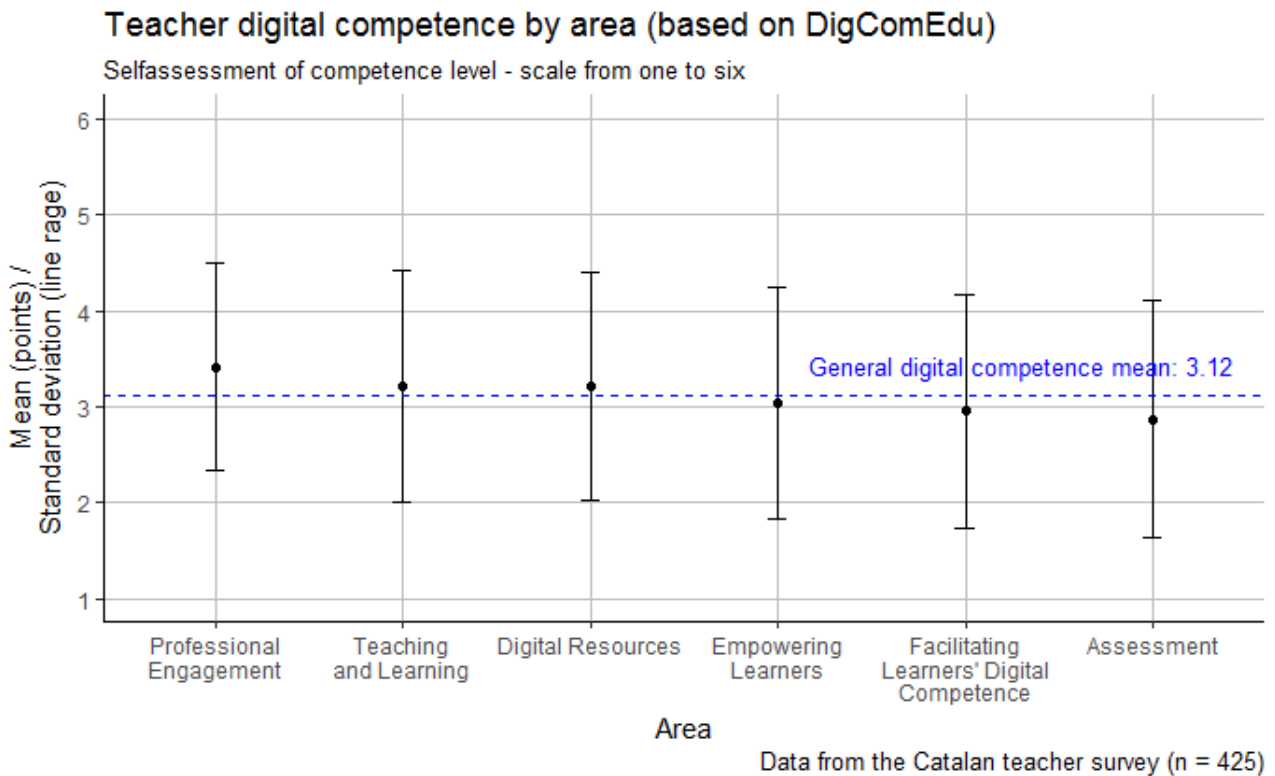 Teacher digital competence by area (based on DigComEdu)
Selfassessment of competence level - scale from one to six
Mean (points) /
Standard deviation (line rage)
6
5
4
3
2
1
General digital competence mean: 3.12
Professional
Engagement
Teaching
and Learning
Digital Resources
Empowering
Learners
Facilitating
Learners' Digital
Competence
Assessment
Area
Data from the Catalan teacher survey (n = 425)